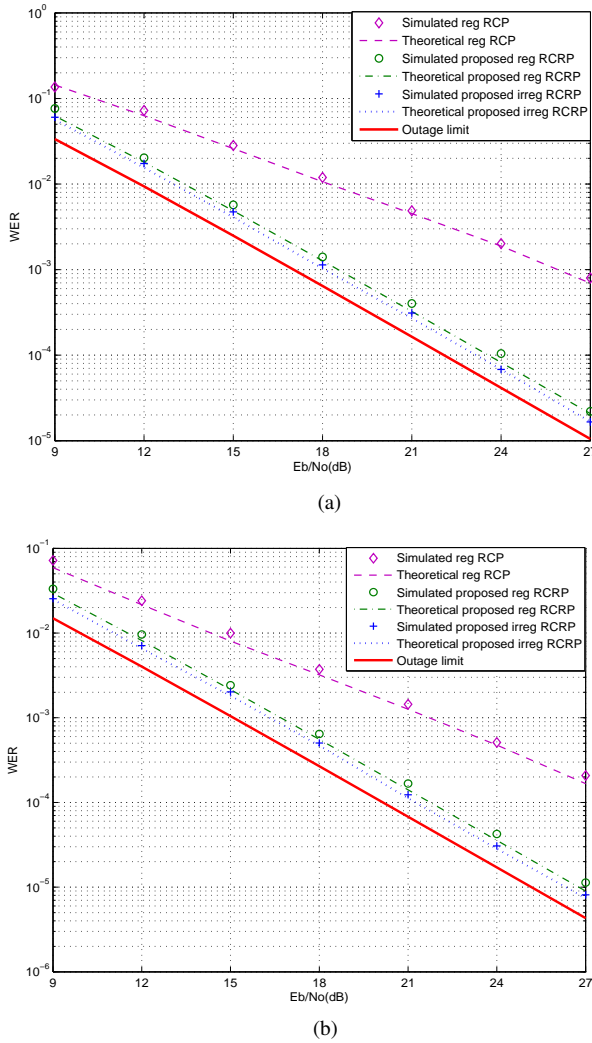 10^0
10^−1
10^−2
10^−3
10^−4
10^−5
WER
9
12
15
18
21
24
27
Eb/No(dB)
Simulated reg RCP
Theoretical reg RCP
Simulated proposed reg RCRP
Theoretical proposed reg RCRP
Simulated proposed irreg RCRP
Theoretical proposed irreg RCRP
Outage limit
(a)
10^−1
10^−2
10^−3
10^−4
10^−5
10^−6
WER
9
12
15
18
21
24
27
Eb/No(dB)
Simulated reg RCP
Theoretical reg RCP
Simulated proposed reg RCRP
Theoretical proposed reg RCRP
Simulated proposed irreg RCRP
Theoretical proposed irreg RCRP
Outage limit
(b)